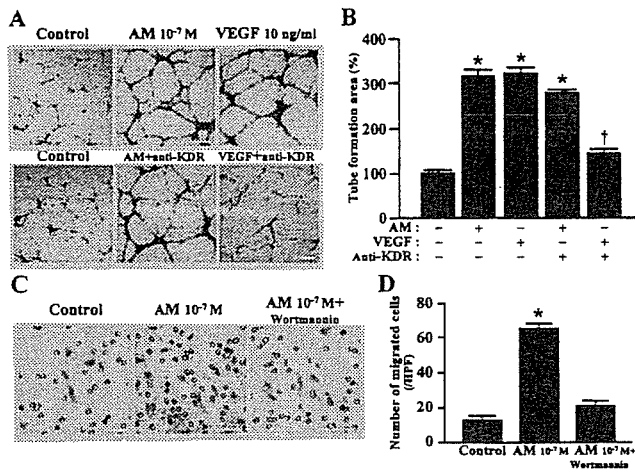 A
Control
AM 10-7 M
VEGF 10 ng/ml
Control
AM+anti-KDR
VEGF+anti-KDR
B
Tube formation area (%)
400
300
200
100
0
*
*
*
†
AM : – + – + –
VEGF : – – + – +
Anti-KDR : – – – + +
C
Control
AM 10-7 M
AM 10-7 M+
Wortmannin
D
Number of migrated cells
(/HPF)
80
60
40
20
0
*
Control
AM 10-7 M
AM 10-7 M+
Wortmannin